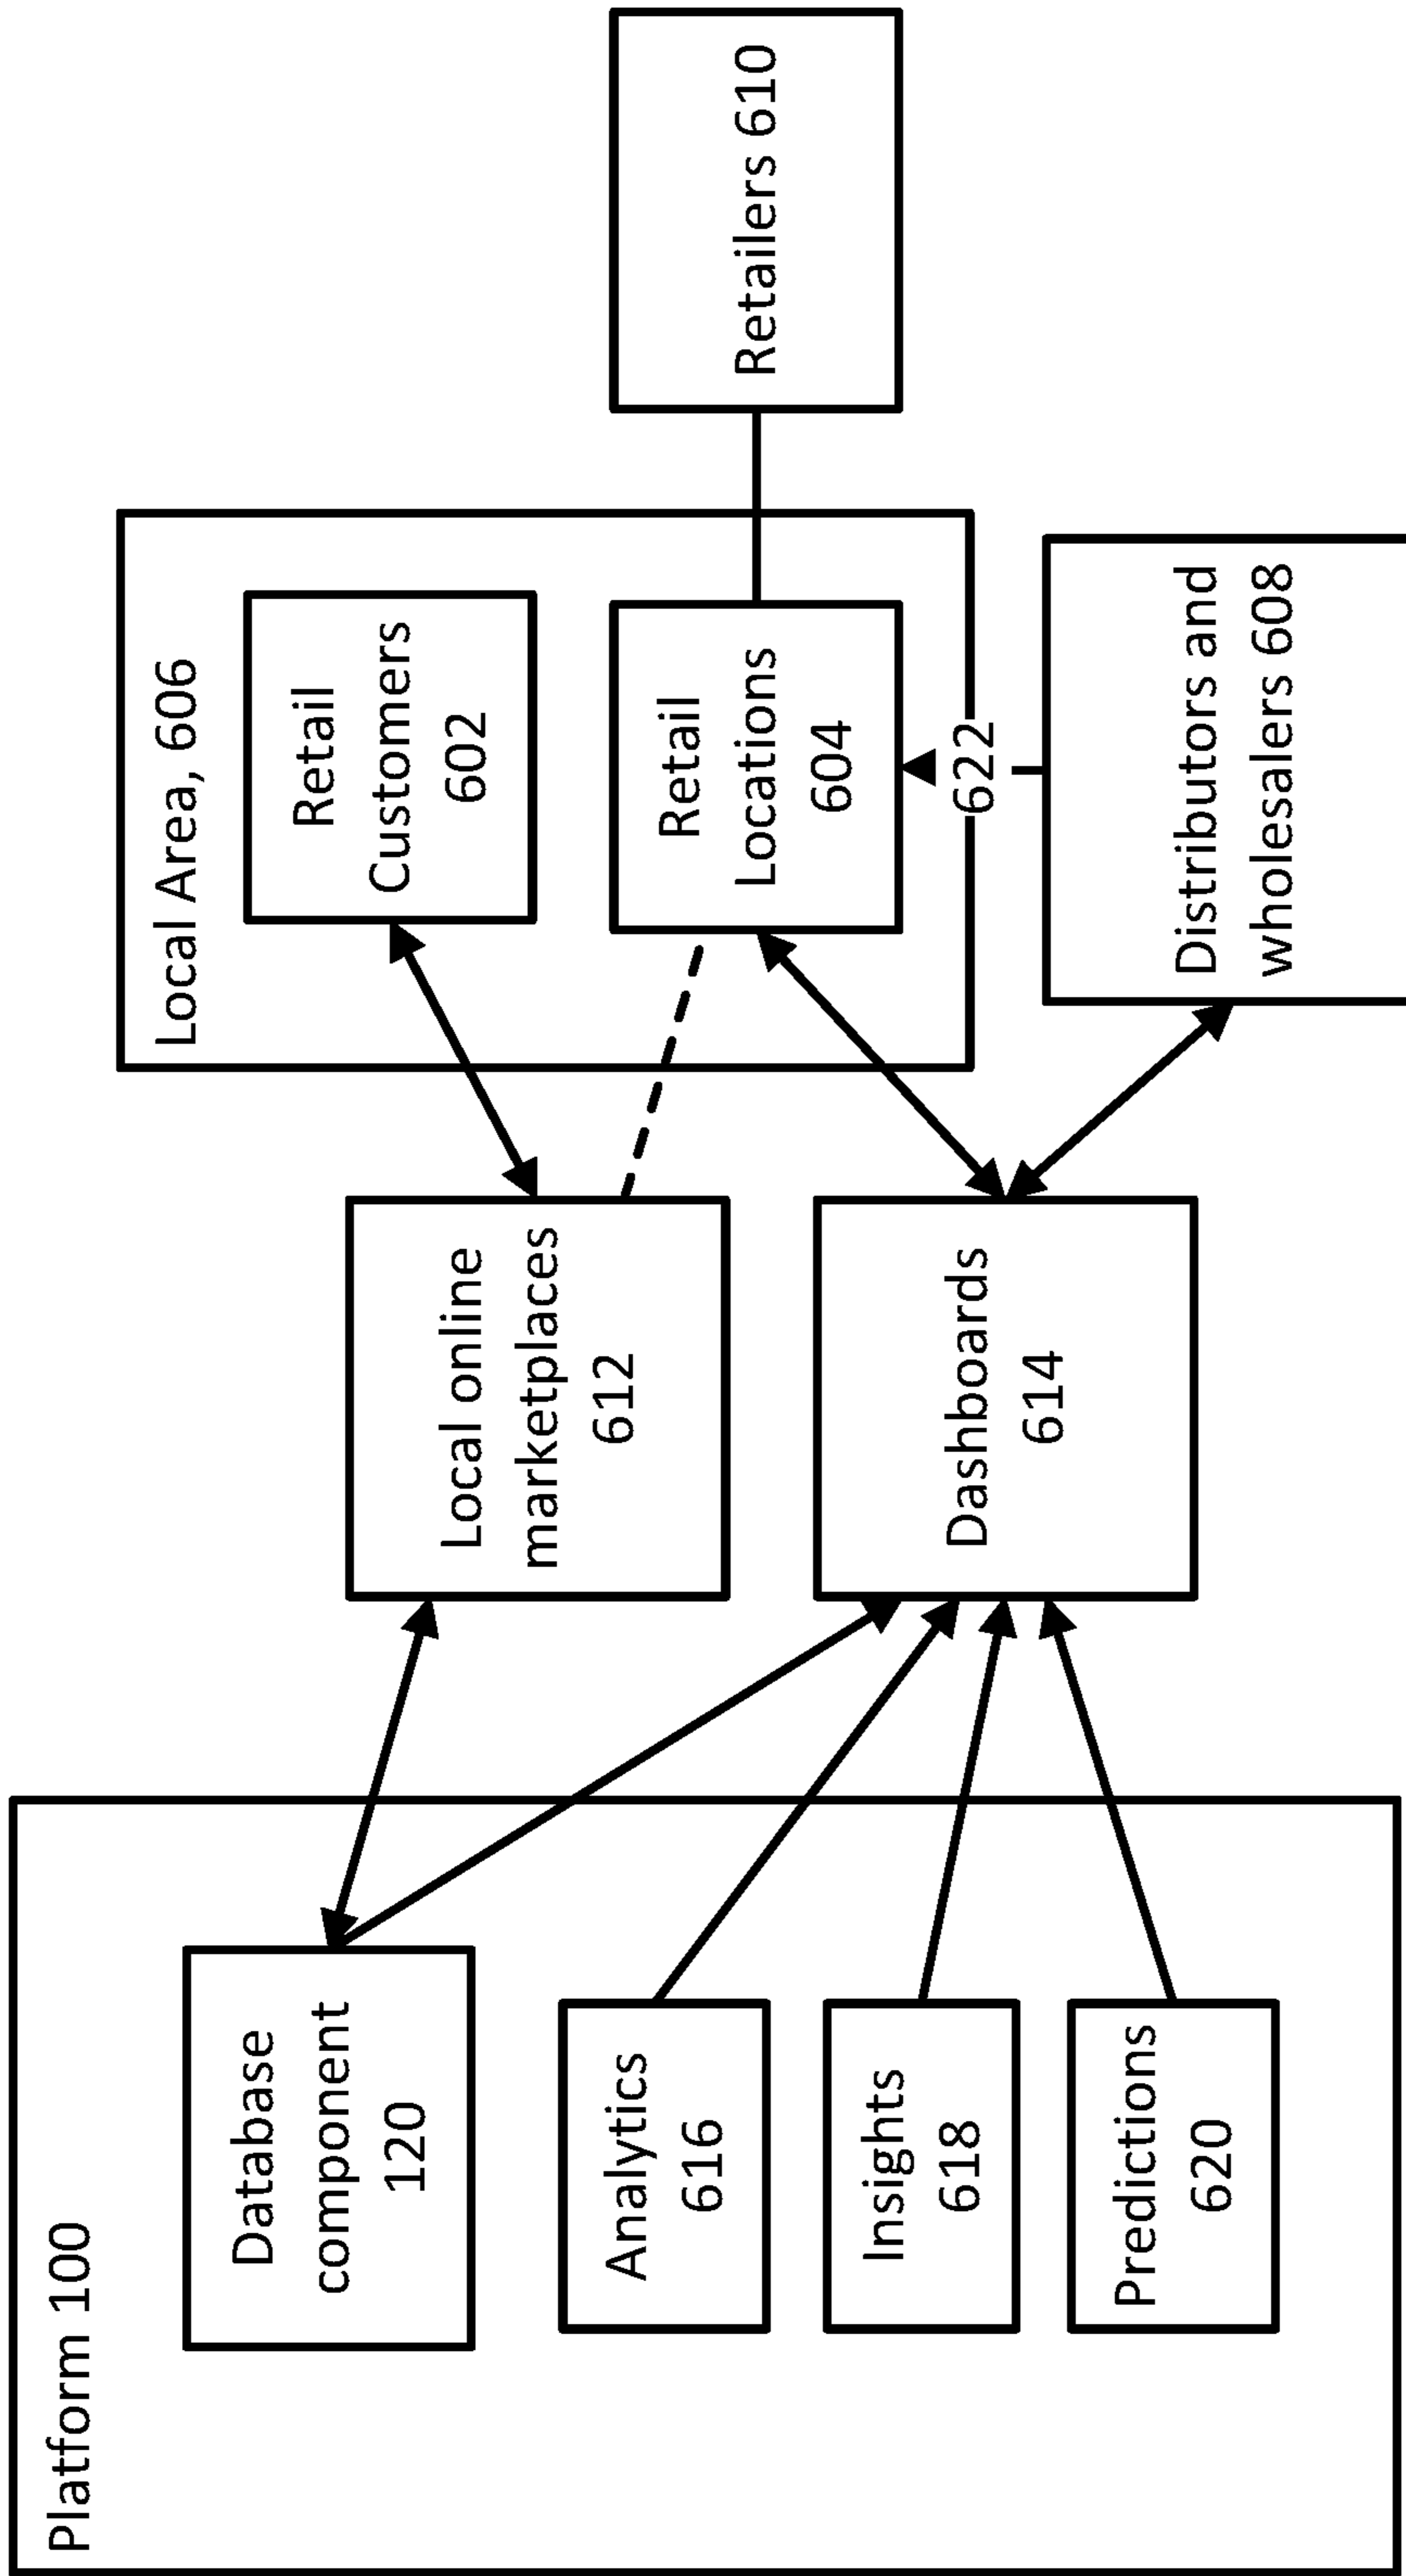 Platform 100
Database
component
120
Analytics
616
Insights
618
Predictions
620
Local online
marketplaces
612
Dashboards
614
Local Area, 606
Retail
Customers
602
Retail
Locations
604
622
Distributors and
wholesalers 608
Retailers 610